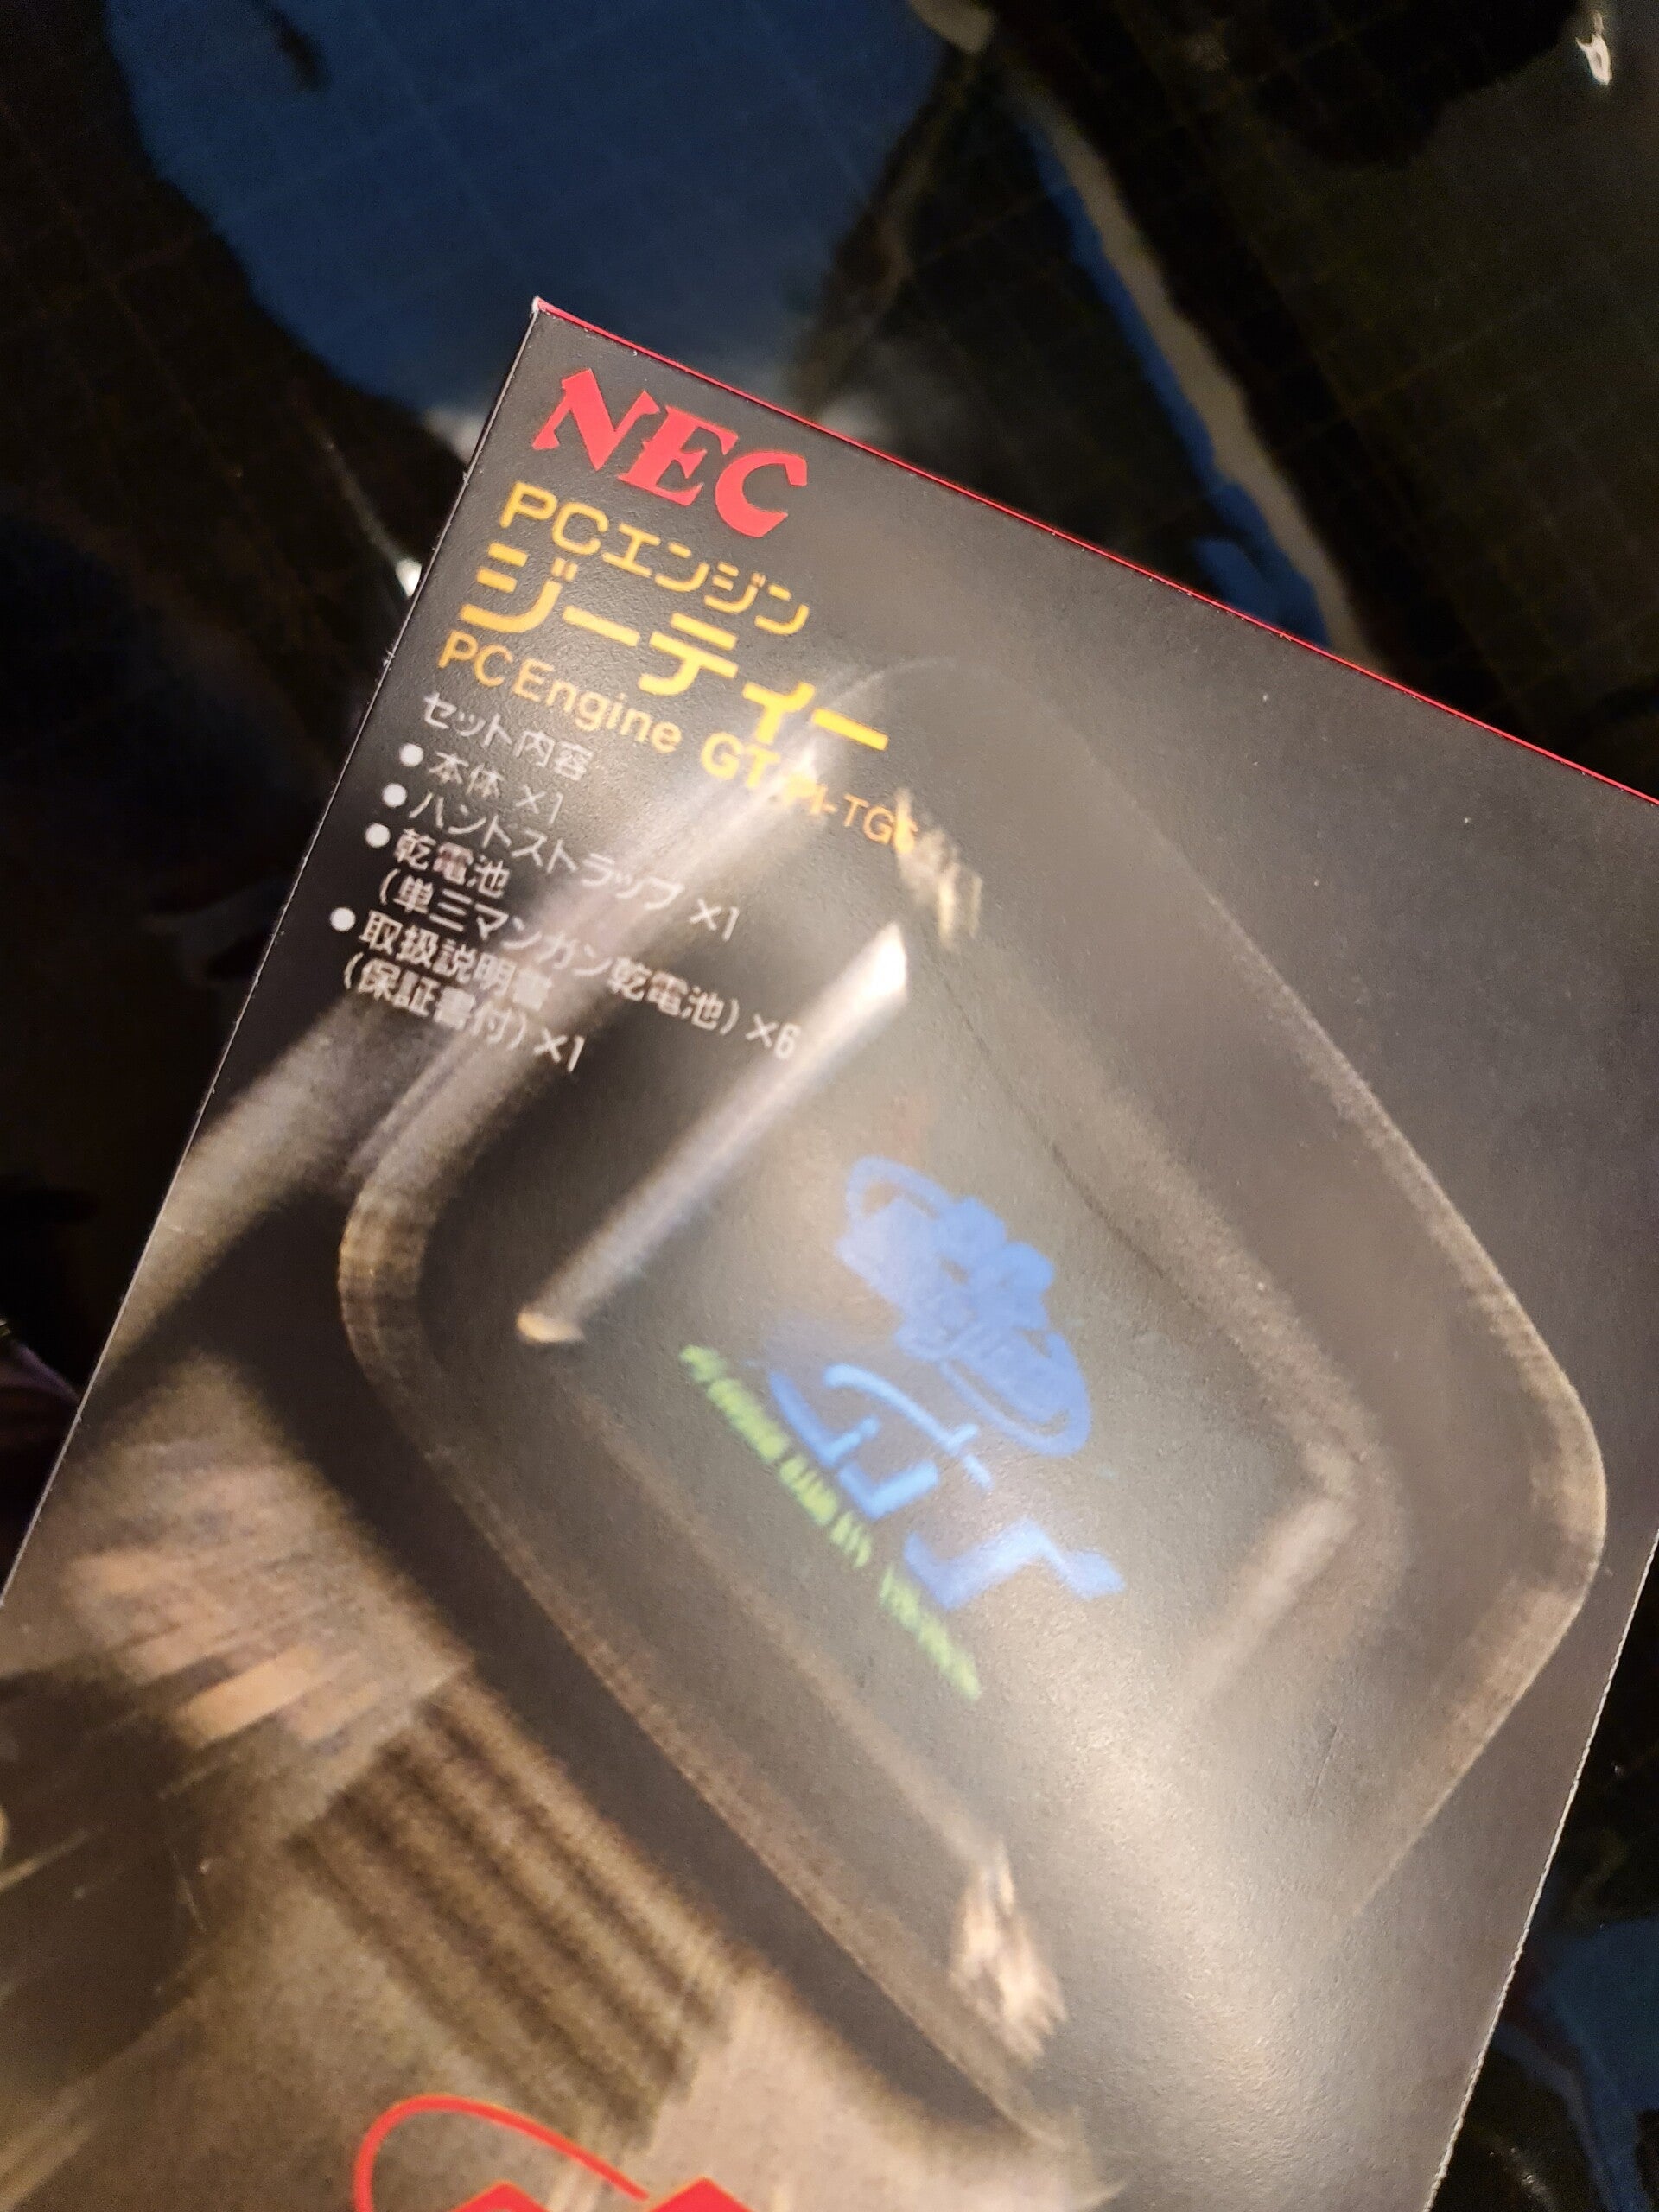 NEC
PCエンジン
ジーティー
PC Engine GT PI-TG6
セット内容
●本体 ×1
●ハンドストラップ ×1
●乾電池
(単三マンガン乾電池) ×6
●取扱説明書
(保証書付) ×1